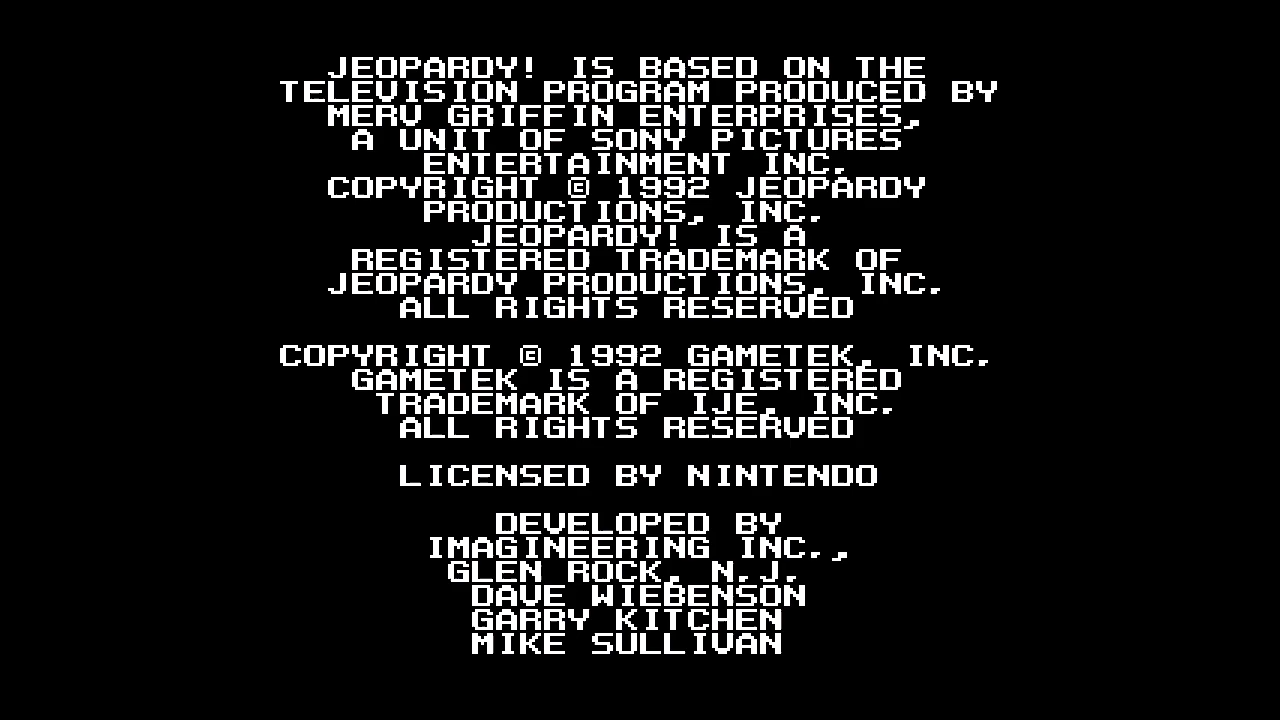 JEOPARDY! IS BASED ON THE
TELEVISION PROGRAM PRODUCED BY
MERV GRIFFIN ENTERPRISES,
A UNIT OF SONY PICTURES
ENTERTAINMENT INC.
COPYRIGHT © 1992 JEOPARDY
PRODUCTIONS, INC.
JEOPARDY! IS A
REGISTERED TRADEMARK OF
JEOPARDY PRODUCTIONS, INC.
ALL RIGHTS RESERVED
COPYRIGHT © 1992 GAMETEK, INC.
GAMETEK IS A REGISTERED
TRADEMARK OF IJE, INC.
ALL RIGHTS RESERVED
LICENSED BY NINTENDO
DEVELOPED BY
IMAGINEERING INC.,
GLEN ROCK, N.J.
DAVE WIEBENSON
GARRY KITCHEN
MIKE SULLIVAN